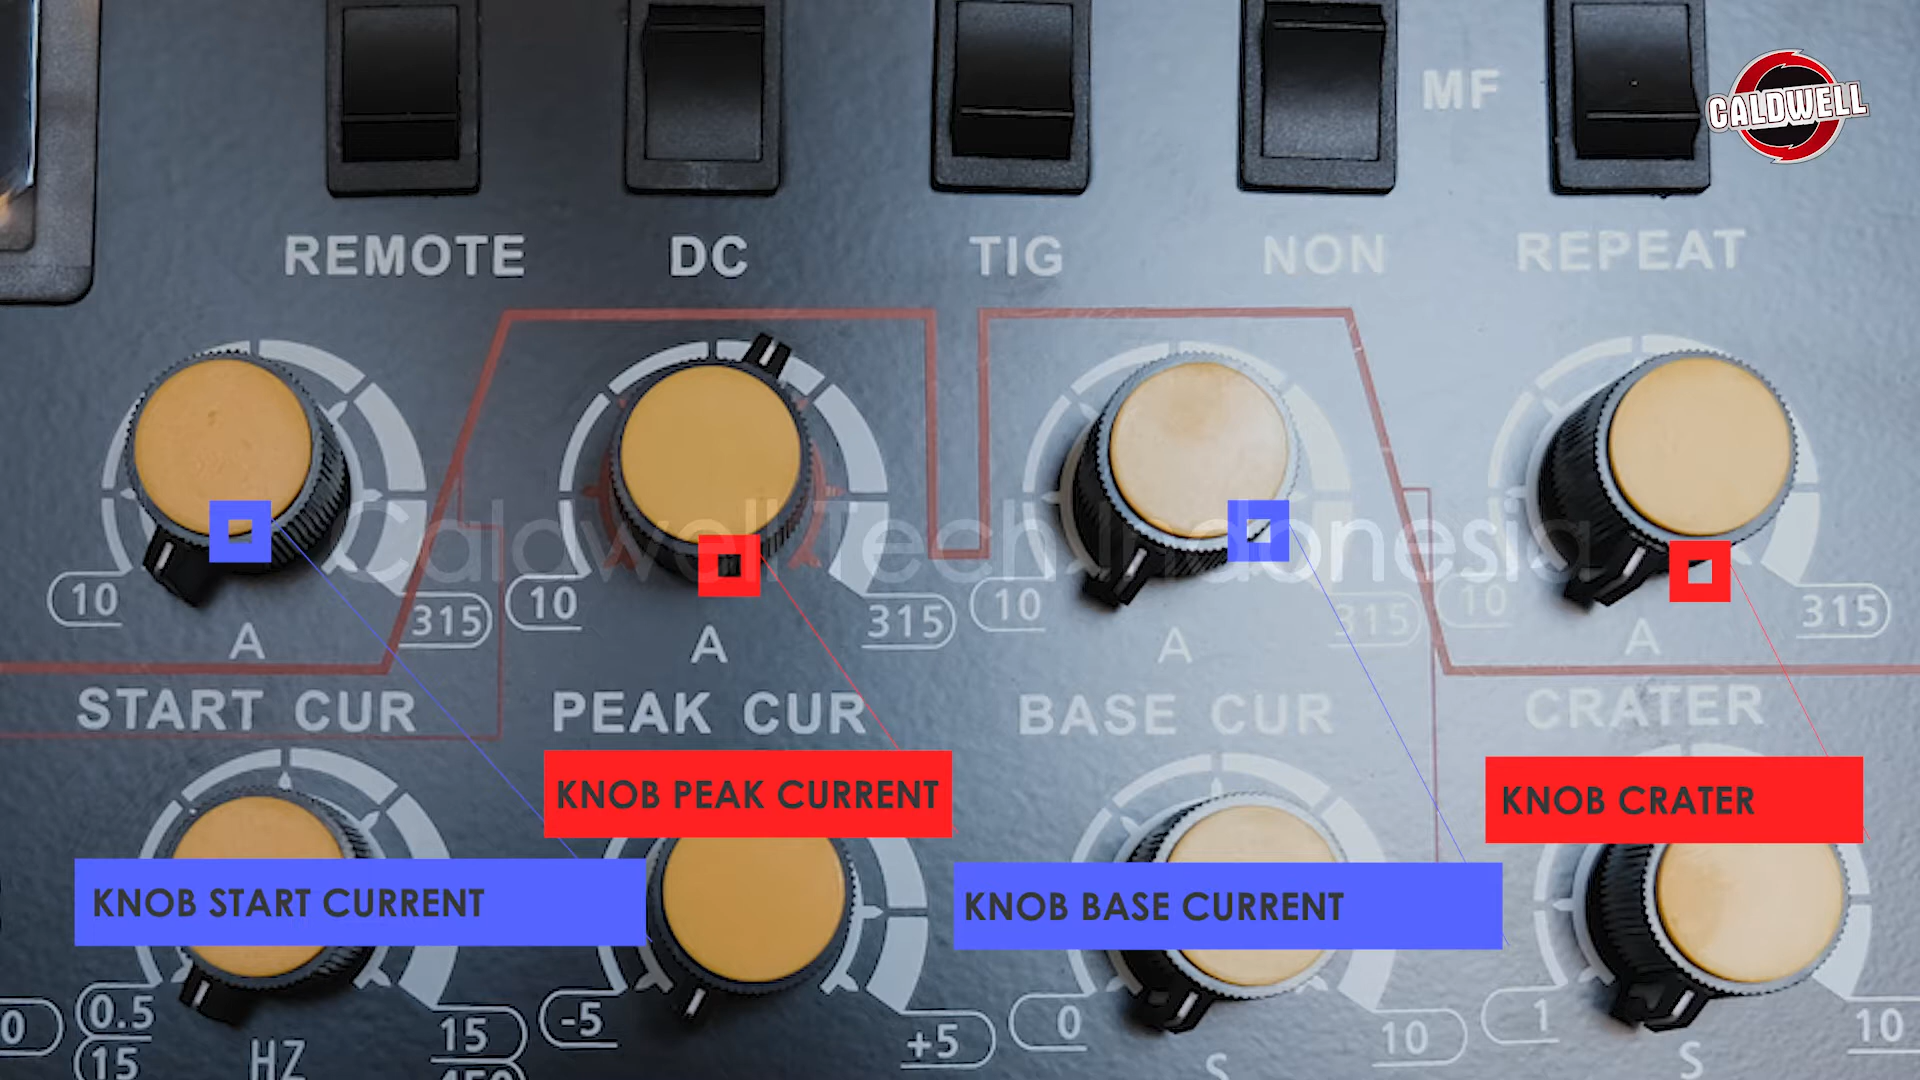 MF
CALDWELL
REMOTE
DC
TIG
NON
REPEAT
Caldwell Tech Indonesia
10
315
10
315
10
315
10
315
A
A
A
A
START CUR
PEAK CUR
BASE CUR
CRATER
KNOB PEAK CURRENT
KNOB CRATER
KNOB START CURRENT
KNOB BASE CURRENT
0
0.5
15
-5
+5
0
10
1
10
15
HZ
S
S